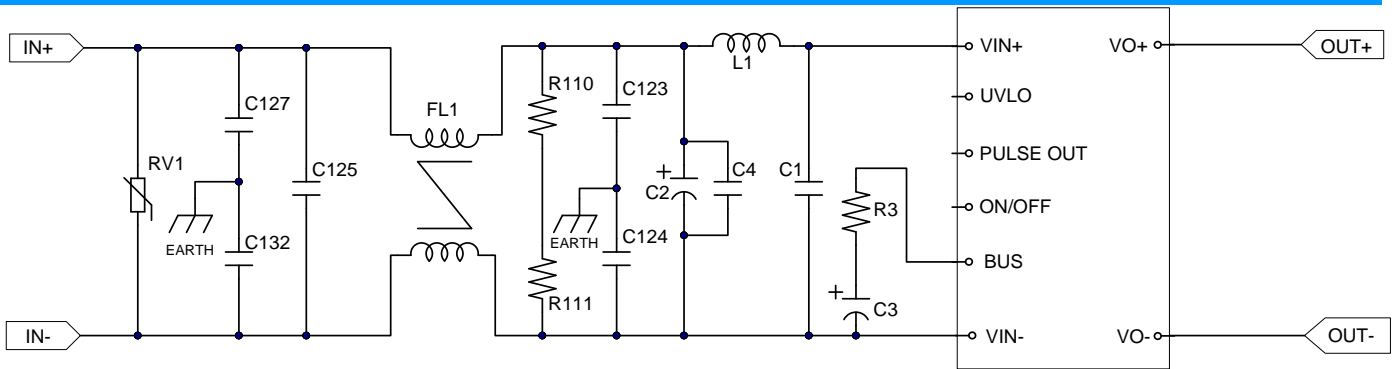 IN+
VIN+
VO+
OUT+
L1
R110
C123
C127
FL1
UVLO
RV1
PULSE OUT
C125
C4
C1
C2
+
ON/OFF
R3
EARTH
EARTH
C132
C124
BUS
R111
+
C3
IN-
VIN-
VO-
OUT-